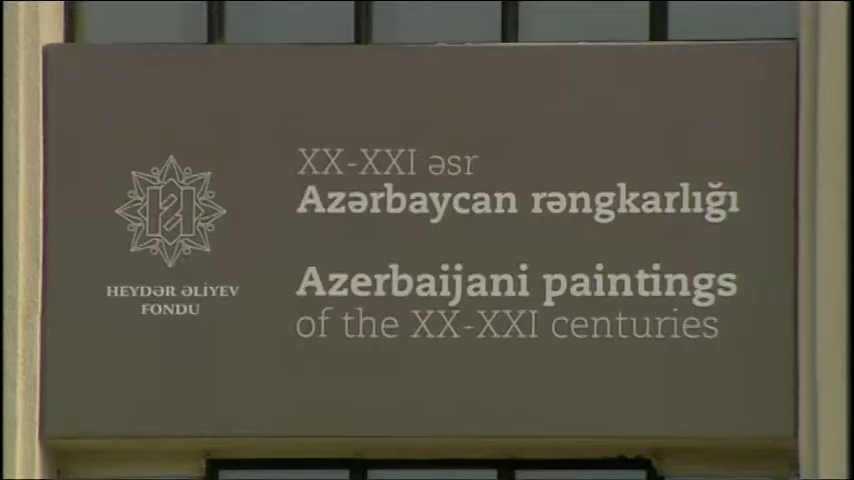 HEYDƏR ƏLİYEV
FONDU
XX-XXI əsr
Azərbaycan rəngkarlığı
Azerbaijani paintings
of the XX-XXI centuries